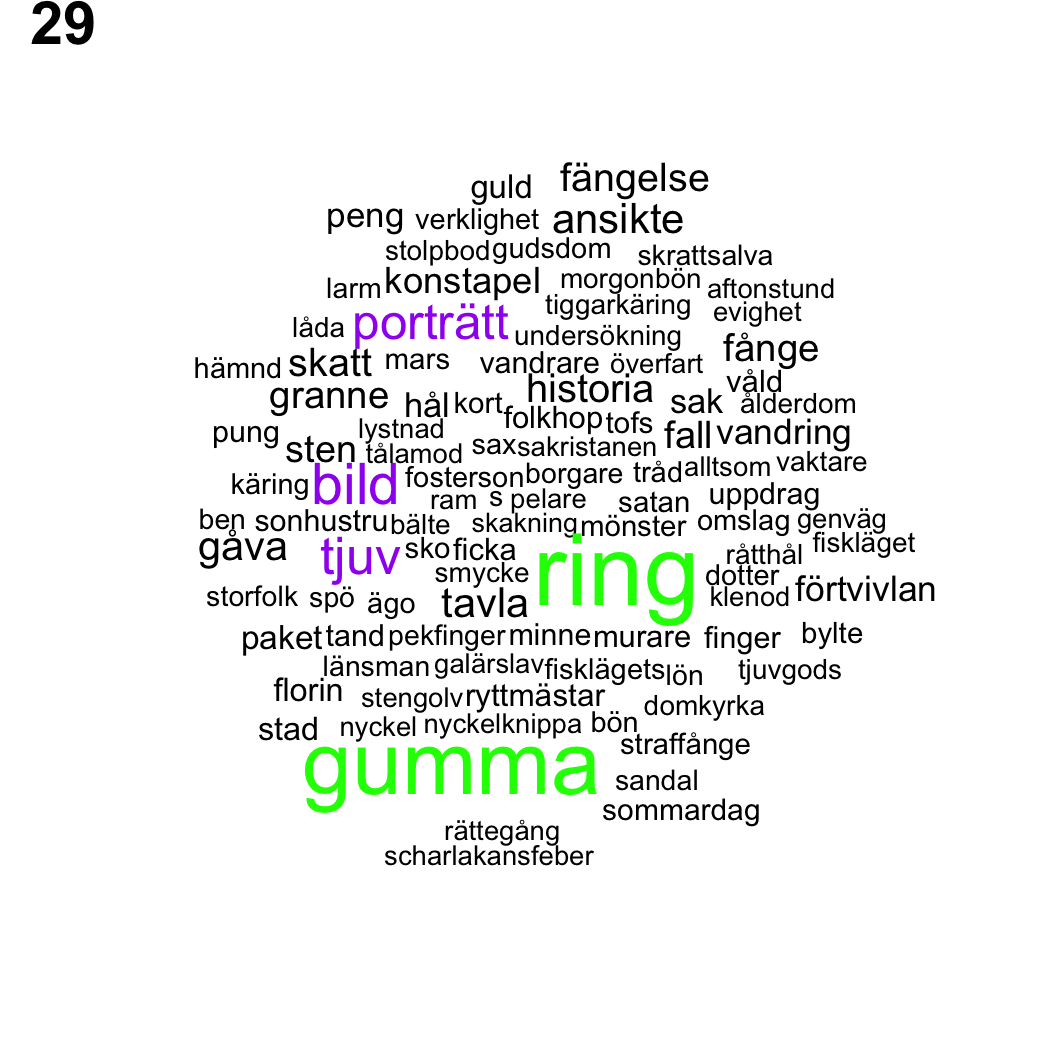 29
guld fängelse
peng verklighet ansikte
stolpbod gudsdom skrattsalva
larm konstapel morgonbön aftonstund
låda porträtt tiggarkäring evighet
undersökning
hämnd skatt mars vandrare överfart fånge
granne historia våld
hål kort folkhop tofs sak ålderdom
pung lystnad fall vandring
sten tålamod sax sakristanen
käring bild fosterson borgare tråd alltsom vaktare
ram s pelare satan uppdrag
ben sonhustru bälte skakning mönster omslag genväg
gåva tjuv sko ficka ring råtthål fiskläget
smycke dotter
storfolk spö ägo tavla klenod förtvivlan
paket tand pekfinger minne murare finger bylte
länsman galärslav fisklägets lön tjuvgods
florin stengolv ryttmästar domkyrka
stad nyckel nyckelknippa bön
gumma straffånge
sandal
sommardag
rättegång
scharlakansfeber